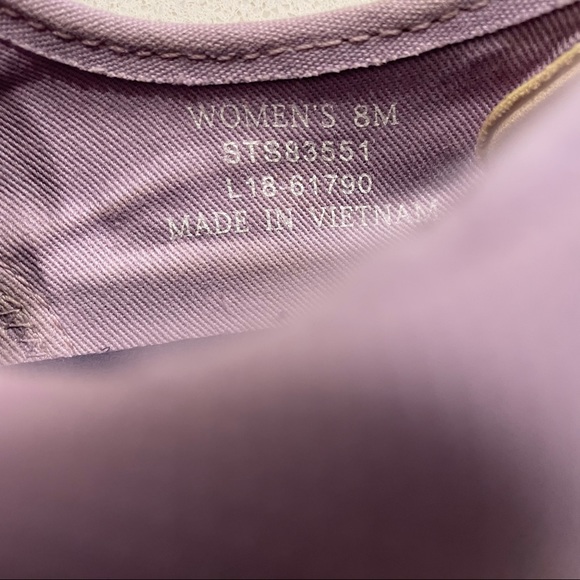 WOMEN'S 8M
STS83551
L18-61790
MADE IN VIETNAM